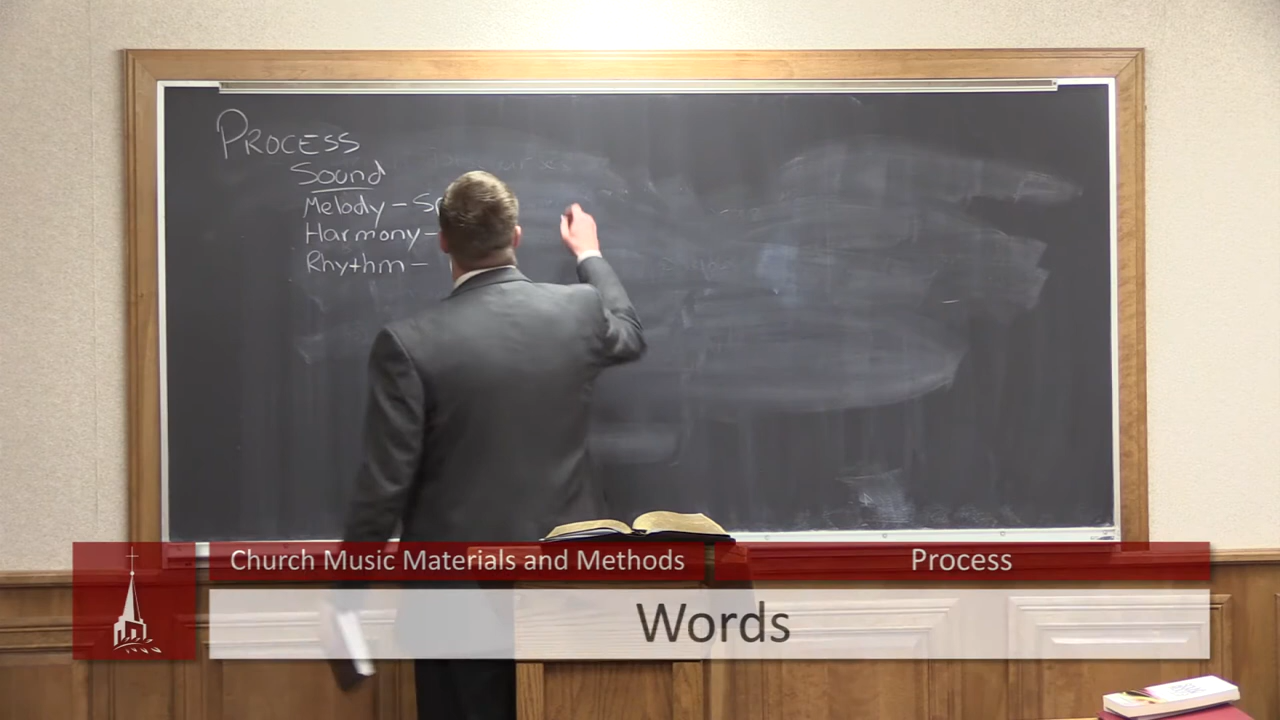 PROCESS
Sound
Melody –
Harmony –
Rhythm –
Church Music Materials and Methods
Process
Words